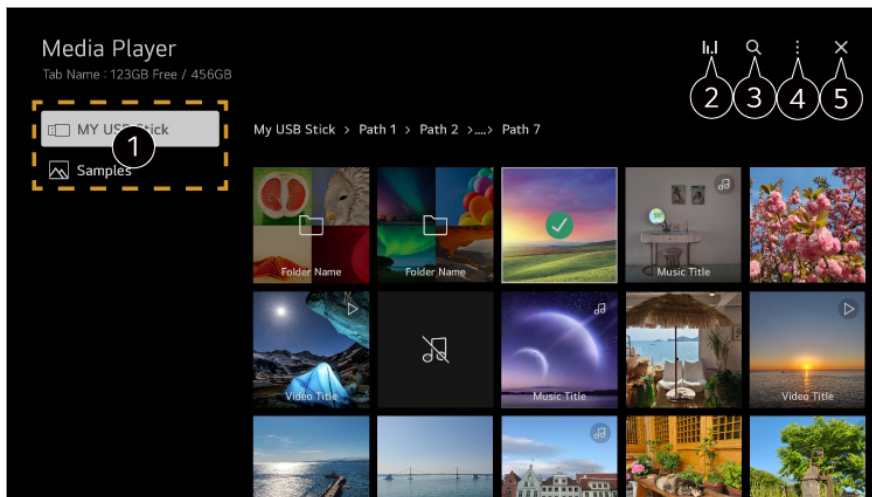 Media Player
Tab Name : 123GB Free / 456GB
2 3 4 5
MY USB Stick
1
Samples
My USB Stick > Path 1 > Path 2 >....> Path 7
Folder Name
Folder Name
Music Title
Video Title
Music Title
Video Title